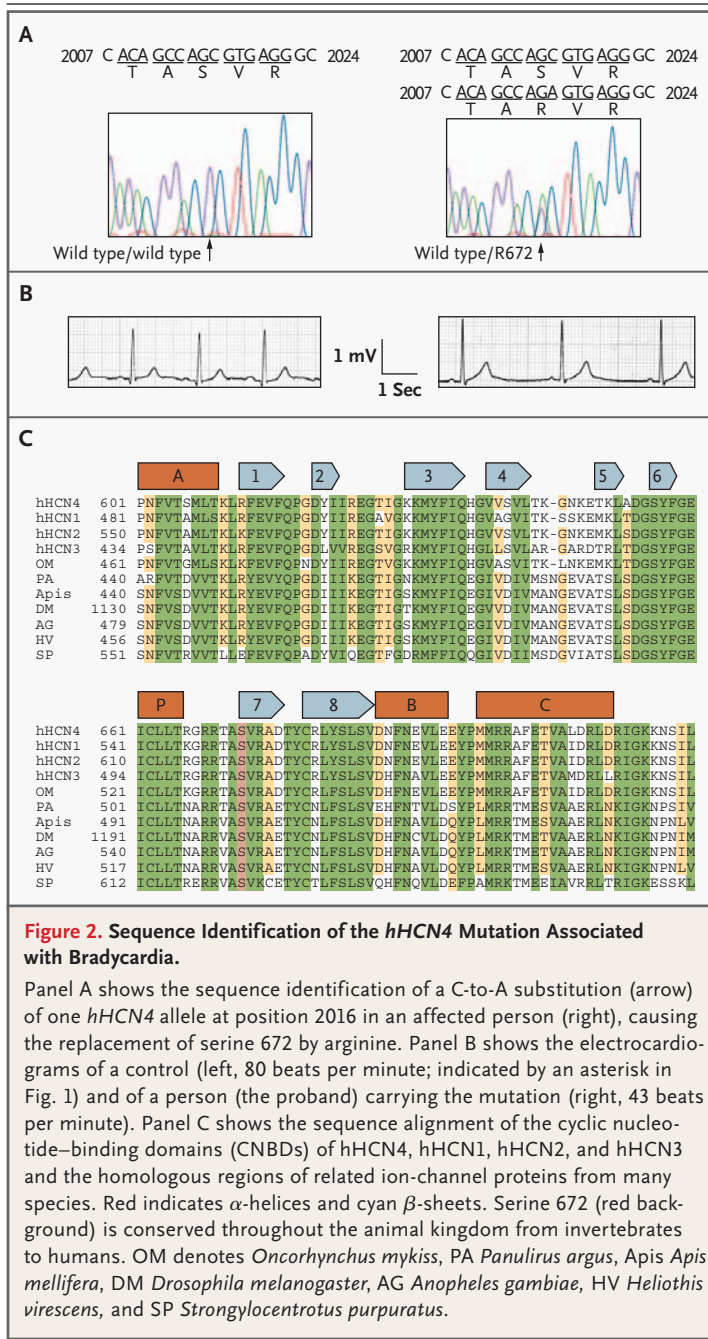 A
2007 C ACA GCC AGC GTG AGG GC 2024
T A S V R
2007 C ACA GCC AGC GTG AGG GC 2024
T A S V R
2007 C ACA GCC AGA GTG AGG GC 2024
T A R V R
Wild type/wild type
Wild type/R672
B
1 mV
1 Sec
C
A 1 2 3 4 5 6
hHCN4 601 PNFVTSMLTKLRFEVFQPGDYIIREGTIGKKMYFIQHGVVSVLTK-GNKETKLADGSYFGE
hHCN1 481 PNFVTAMLTKLKFEVFQPGDYIIREGAVGKKMYFIQHGVAGVITK-SSKEMKLTDGSYFGE
hHCN2 550 PNFVTAMLTKLKFEVFQPGDYIIREGTIGKKMYFIQHGVVSVLTK-GNKEMKLSDGSYFGE
hHCN3 434 PSFVTAVLTKLRFEVFQPGDLVVREGSVGRKMYFIQHGLLSVLAR-GARDTRLTDGSYFGE
OM 461 PNFVTGMLSKLKFEVFQPNDYIIREGTVGKKMYFIQHGVASVITK-LNKEMKLTDGSYFGE
PA 440 ARFVTDVVTKLRYEVFQPGDIIIKEGTIGSKMYFIQEGIVDIVMSNGEVATSLSDGSYFGE
Apis 440 SNFVSDVVTKLRYEVFQPGDIIIKEGTIGSKMYFIQEGIVDIVMANGEVATSLSDGSYFGE
DM 1130 SNFVSDVVTKLRYEVFQPGDIIIKEGTIGTKMYFIQEGIVDIVMANGEVATSLSDGSYFGE
AG 479 SNFVSDVVTKLRYEVFQPGDIIIKEGTIGSKMYFIQEGIVDIVMANGEVATSLSDGSYFGE
HV 456 SNFVSDVVTKLRYEVFQPGDIIIKEGTIGSKMYFIQEGIVDIVMANGEVATSLSDGSYFGE
SP 551 SNFVTRVVTLLEFEVFQPADYVIQEGTFGDRMFFIQQGIVDIIMSDGVIATSLSDGSYFGE
P 7 8 B C
hHCN4 661 ICLLTRGRRTASVRADTYCRLYSLSVDNFNEVLEEYPMMRRAFETVALDRLDRIGKKNSIL
hHCN1 541 ICLLTKGRRTASVRADTYCRLYSLSVDNFNEVLEEYPMMRRAFETVAIDRLDRIGKKNSIL
hHCN2 610 ICLLTRGRRTASVRADTYCRLYSLSVDNFNEVLEEYPMMRRAFETVAIDRLDRIGKKNSIL
hHCN3 494 ICLLTRGRRTASVRADTYCRLYSLSVDHFNAVLEEFPMMRRAFETVAMDRLLRIGKKNSIL
OM 521 ICLLTKGRRTASVRADTYCRLYSLSVDNFNEVLEEYPMMRRAFETVAIDRLDRIGKKNSIL
PA 501 ICLLTNARRTASVRAETYCNLFSLSVEHFNTVLDSYPLMRRTMESVAAERLNKIGKNPSIV
Apis 491 ICLLTNARRVASVRAETYCNLFSLSVDHFNAVLDQYPLMRRTMESVAAERLNKIGKNPNLV
DM 1191 ICLLTNARRVASVRAETYCNLFSLSVDHFNCVLDQYPLMRRTMETVAAERLNKIGKNPNIM
AG 540 ICLLTNARRVASVRAETYCNLFSLSVDHFNAVLDQYPLMRRKMETVAAERLNKIGKNPNIM
HV 517 ICLLTNARRVASVRAETYCNLFSLSVDHFNAVLDQYPLMRRTMESVAAERLNKIGKNPNLV
SP 612 ICLLTRERRVASVKCETYCTLFSLSVQHFNQVLDEFPAMRKTMEEIAVRRLTRIGKESSKL
Figure 2. Sequence Identification of the hHCN4 Mutation Associated
with Bradycardia.
Panel A shows the sequence identification of a C-to-A substitution (arrow)
of one hHCN4 allele at position 2016 in an affected person (right), causing
the replacement of serine 672 by arginine. Panel B shows the electrocardio-
grams of a control (left, 80 beats per minute; indicated by an asterisk in
Fig. 1) and of a person (the proband) carrying the mutation (right, 43 beats
per minute). Panel C shows the sequence alignment of the cyclic nucleo-
tide–binding domains (CNBDs) of hHCN4, hHCN1, hHCN2, and hHCN3
and the homologous regions of related ion-channel proteins from many
species. Red indicates α-helices and cyan β-sheets. Serine 672 (red back-
ground) is conserved throughout the animal kingdom from invertebrates
to humans. OM denotes Oncorhynchus mykiss, PA Panulirus argus, Apis Apis
mellifera, DM Drosophila melanogaster, AG Anopheles gambiae, HV Heliothis
virescens, and SP Strongylocentrotus purpuratus.